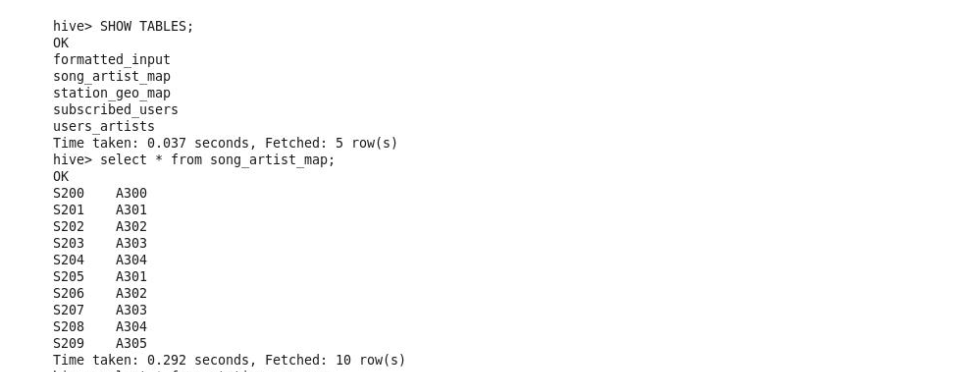 hive> SHOW TABLES;
OK
formatted_input
song_artist_map
station_geo_map
subscribed_users
users_artists
Time taken: 0.037 seconds, Fetched: 5 row(s)
hive> select * from song_artist_map;
OK
S200    A300
S201    A301
S202    A302
S203    A303
S204    A304
S205    A301
S206    A302
S207    A303
S208    A304
S209    A305
Time taken: 0.292 seconds, Fetched: 10 row(s)